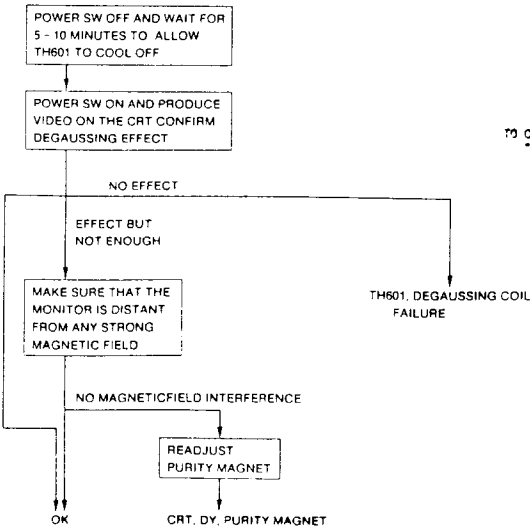 POWER SW OFF AND WAIT FOR
5 - 10 MINUTES TO ALLOW
TH601 TO COOL OFF
POWER SW ON AND PRODUCE
VIDEO ON THE CRT CONFIRM
DEGAUSSING EFFECT
TO
NO EFFECT
EFFECT BUT
NOT ENOUGH
MAKE SURE THAT THE
MONITOR IS DISTANT
FROM ANY STRONG
MAGNETIC FIELD
TH601, DEGAUSSING COIL
FAILURE
NO MAGNETICFIELD INTERFERENCE
READJUST
PURITY MAGNET
OK
CRT, DY, PURITY MAGNET